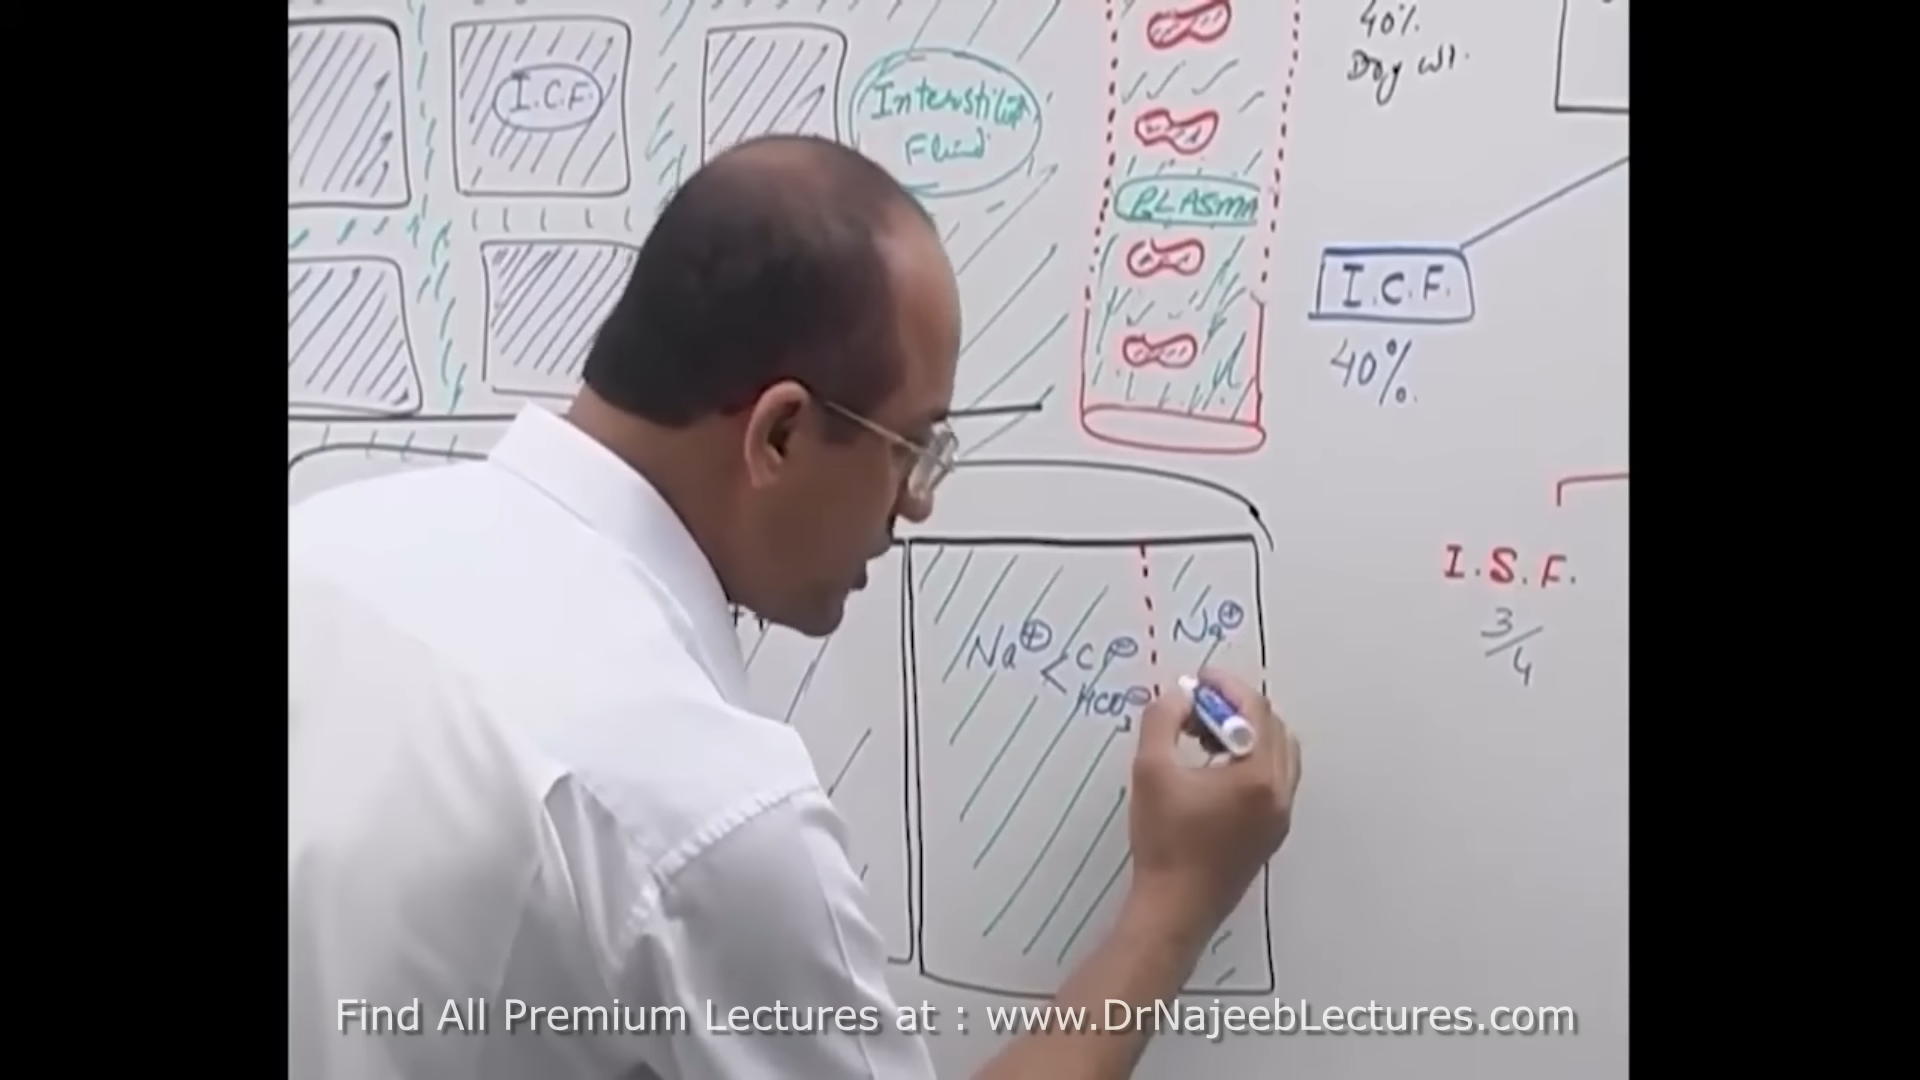 I.C.F.
Interstitial
Fluid
PLASMA
40%
Dry wt.
I.C.F.
40%
I.S.F.
3/4
Na⊕
Cl⊖
HCO3⊖
Na⊕
Find All Premium Lectures at : www.DrNajeebLectures.com